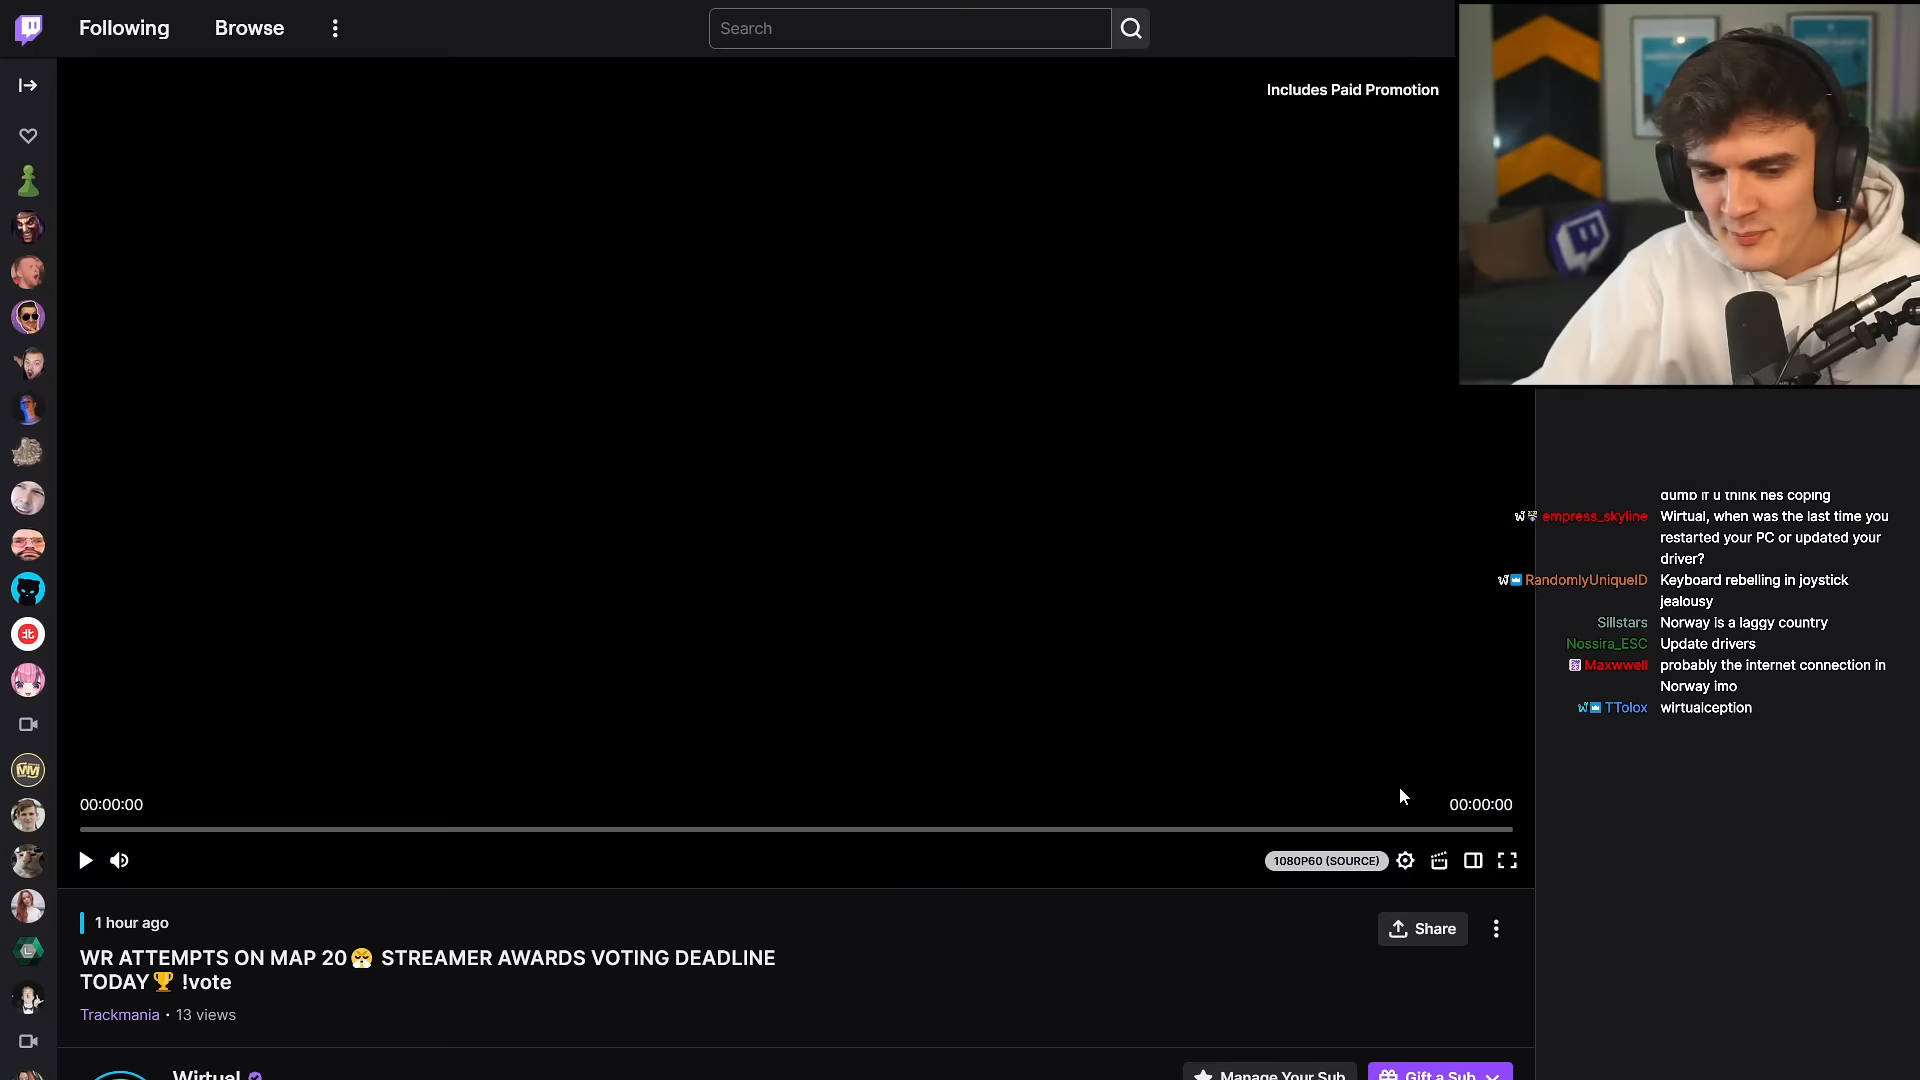 Following
Browse
Search
Includes Paid Promotion
dumb if u think hes coping
empress_skyline Wirtual, when was the last time you
restarted your PC or updated your
driver?
RandomlyUniqueID Keyboard rebelling in joystick
jealousy
Sillstars Norway is a laggy country
Nossira_ESC Update drivers
Maxwwell probably the internet connection in
Norway imo
TTolox wirtualception
00:00:00
00:00:00
1080P60 (SOURCE)
1 hour ago
Share
WR ATTEMPTS ON MAP 20😤 STREAMER AWARDS VOTING DEADLINE
TODAY🏆 !vote
Trackmania • 13 views
Wirtual
Manage Your Sub
Gift a Sub